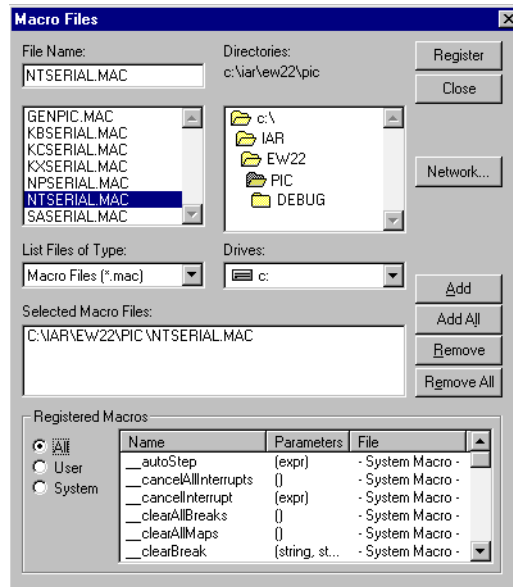 Macro Files
File Name:
NTSERIAL.MAC
GENPIC.MAC
KBSERIAL.MAC
KCSERIAL.MAC
KXSERIAL.MAC
NPSERIAL.MAC
NTSERIAL.MAC
SASERIAL.MAC
Directories:
c:\iar\ew22\pic
c:\
IAR
EW22
PIC
DEBUG
Register
Close
Network...
List Files of Type:
Macro Files (*.mac)
Drives:
c:
Selected Macro Files:
C:\IAR\EW22\PIC\NTSERIAL.MAC
Add
Add All
Remove
Remove All
Registered Macros
All
User
System
Name Parameters File
__autoStep (expr) - System Macro -
__cancelAllInterrupts () - System Macro -
__cancelInterrupt (expr) - System Macro -
__clearAllBreaks () - System Macro -
__clearAllMaps () - System Macro -
__clearBreak (string, st... - System Macro -